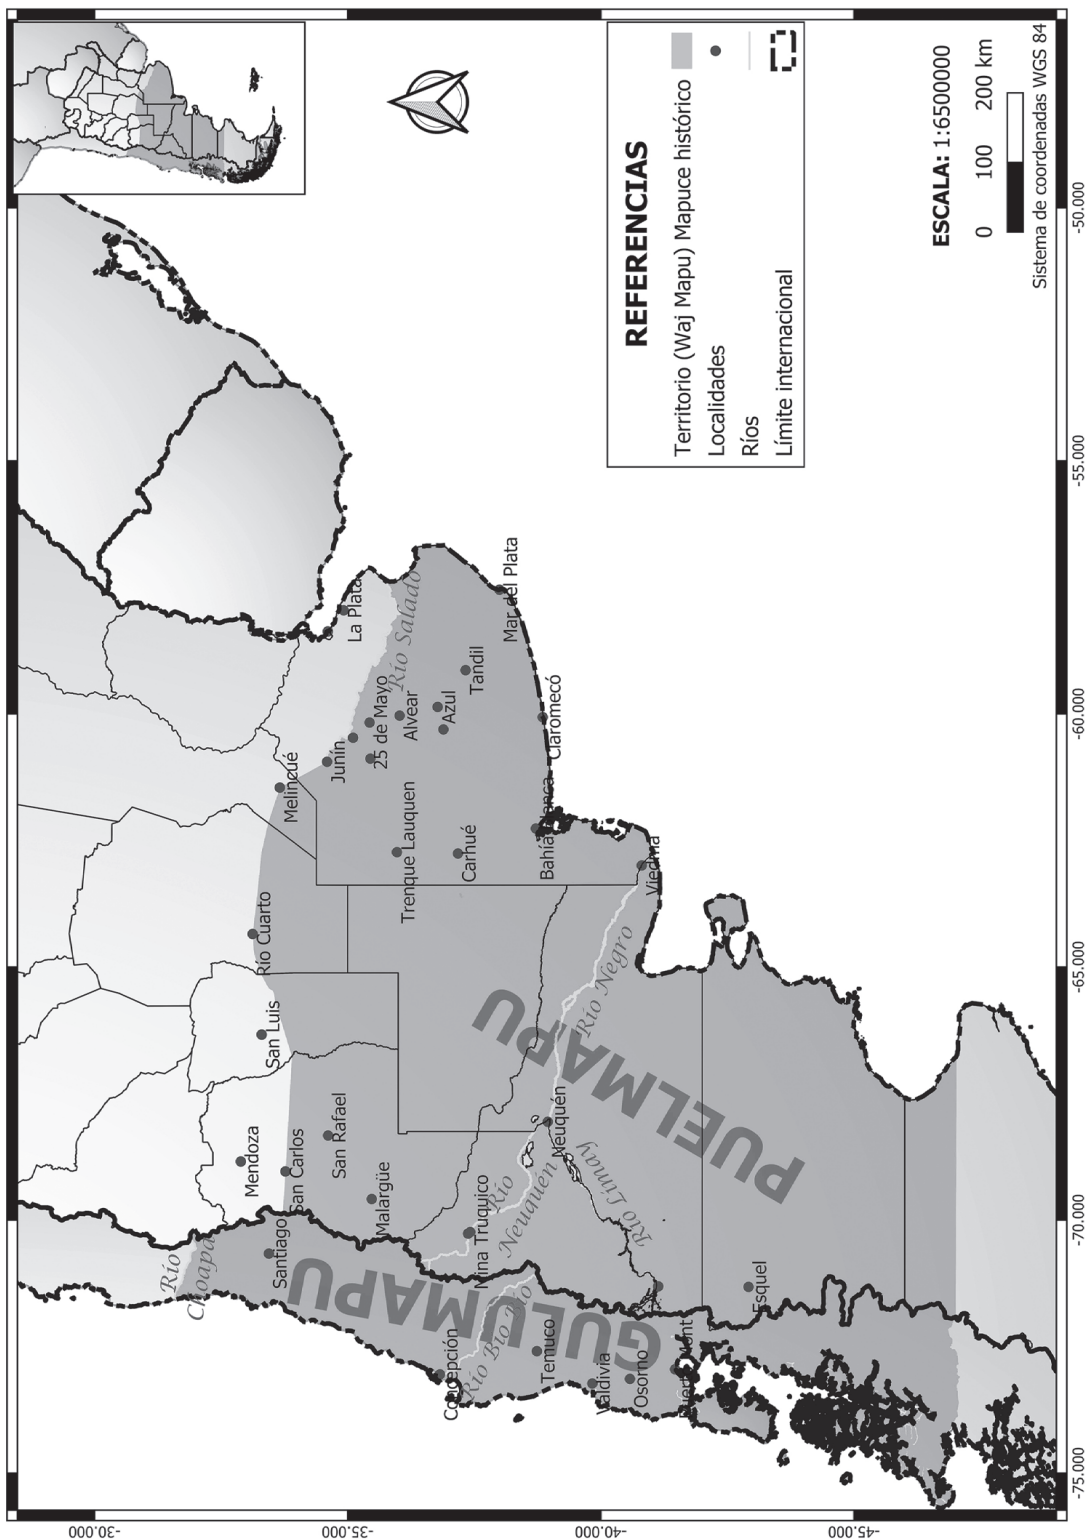 REFERENCIAS
Territorio (Waj Mapu) Mapuce histórico
Localidades
Ríos
Límite internacional
ESCALA: 1:6500000
0 100 200 km
Sistema de coordenadas WGS 84
-75.000
-70.000
-65.000
-60.000
-55.000
-50.000
-30.000
-35.000
-40.000
-45.000
GULUMAPU
PUELMAPU
Río
Choapa
Santiago
Mendoza
San Carlos
San Rafael
Malargüe
San Luis
Río Cuarto
Melincué
Junín
25 de Mayo
Alvear
Azul
Tandil
La Plata
Río Salado
Mar del Plata
Claromecó
Trenque Lauquen
Carhué
Bahía Blanca
Viedma
Río Negro
Neuquén
Río
Neuquén
Río Limay
Mina Truquico
Concepción
Río Bío Bío
Temuco
Valdivia
Osorno
Puerto Mont
Esquel